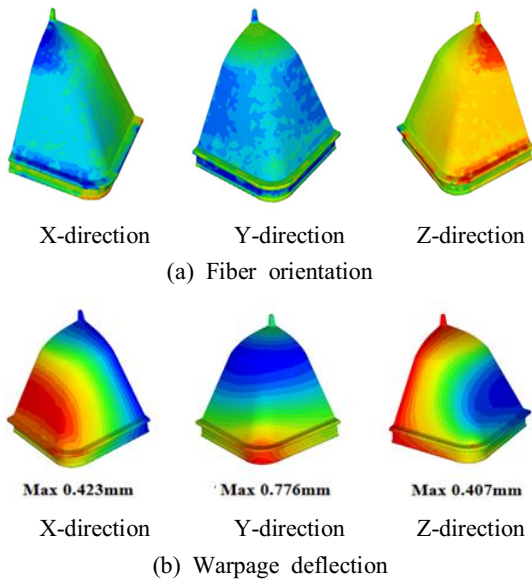 X-direction Y-direction Z-direction
(a) Fiber orientation
Max 0.423mm Max 0.776mm Max 0.407mm
X-direction Y-direction Z-direction
(b) Warpage deflection